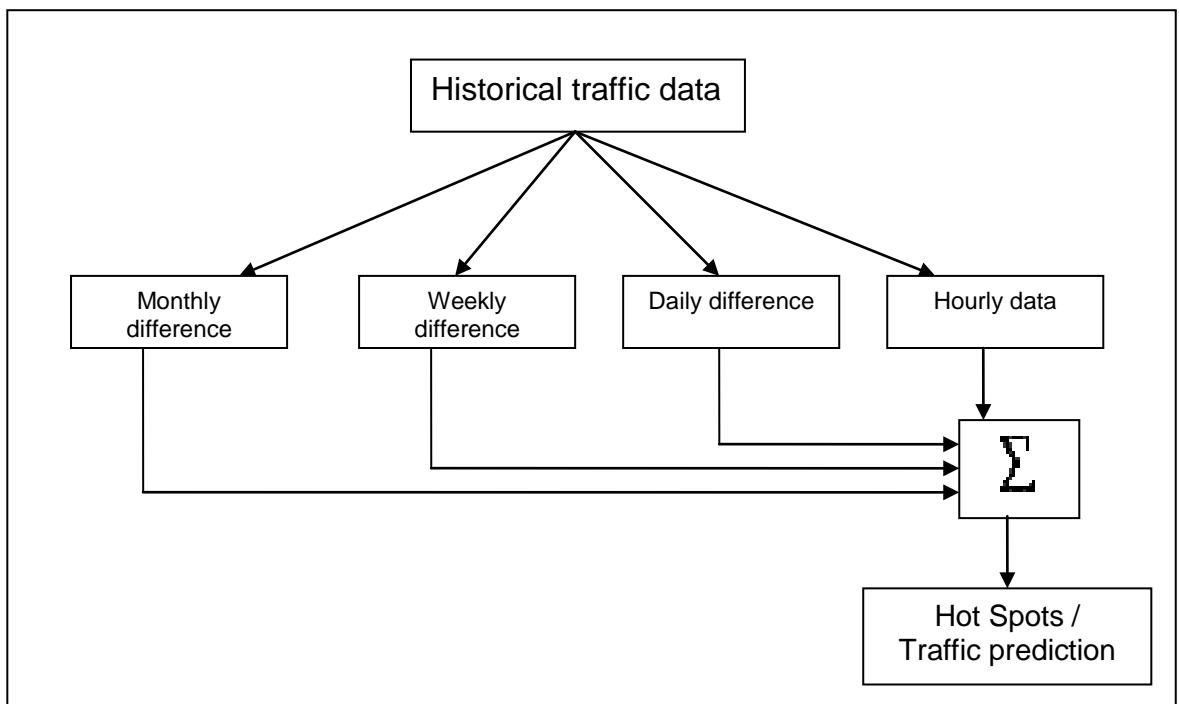 Historical traffic data
Monthly
difference
Weekly
difference
Daily difference
Hourly data
Σ
Hot Spots /
Traffic prediction